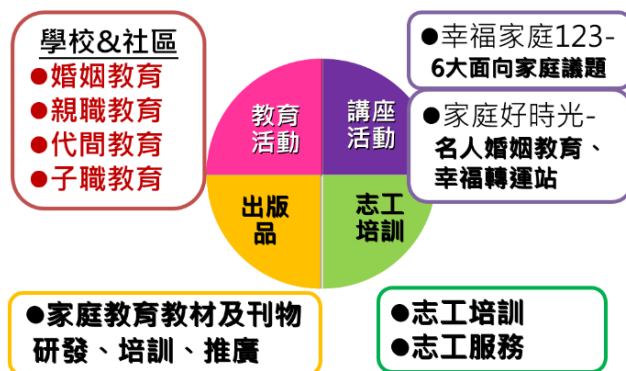 學校&社區
●婚姻教育
●親職教育
●代間教育
●子職教育
教育
活動
講座
活動
出版
品
志工
培訓
●幸福家庭123-
6大面向家庭議題
●家庭好時光-
名人婚姻教育、
幸福轉運站
●家庭教育教材及刊物
研發、培訓、推廣
●志工培訓
●志工服務